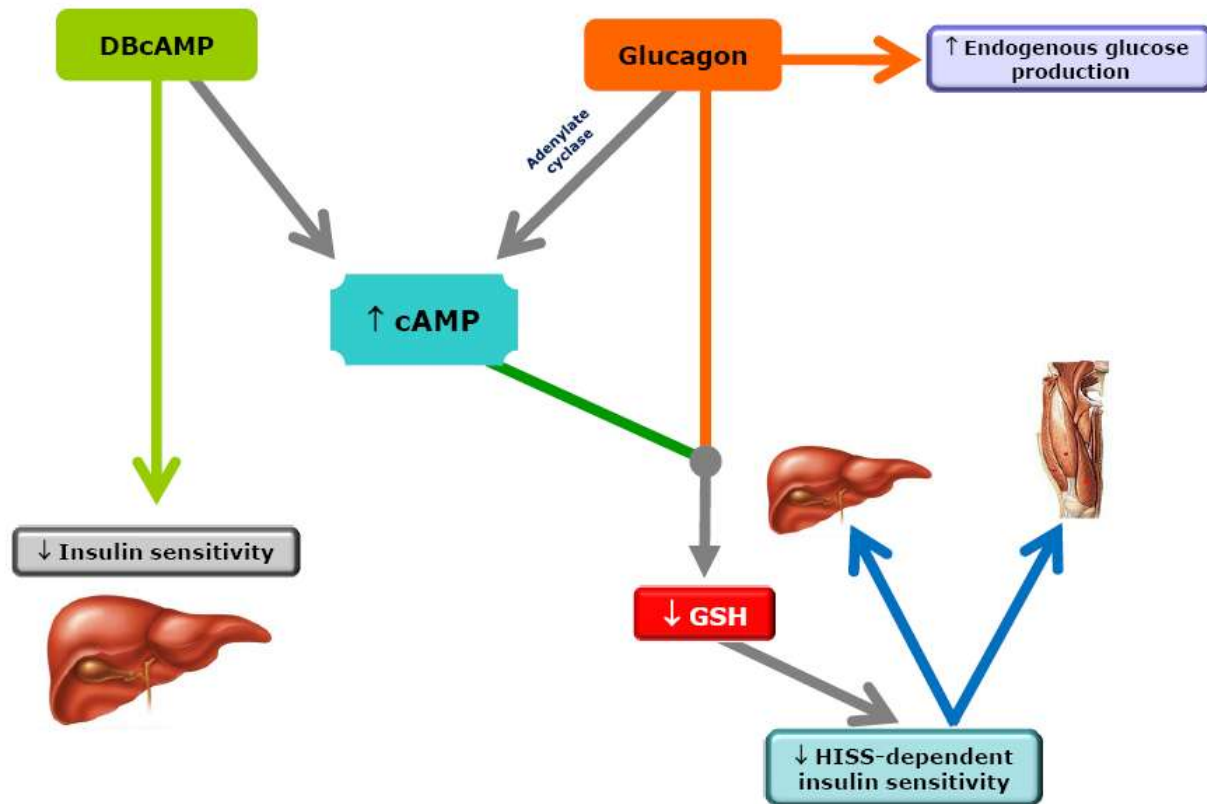 DBcAMP
Glucagon
↑ Endogenous glucose
production
Adenylate
cyclase
↑ cAMP
↓ Insulin sensitivity
↓ GSH
↓ HISS-dependent
insulin sensitivity